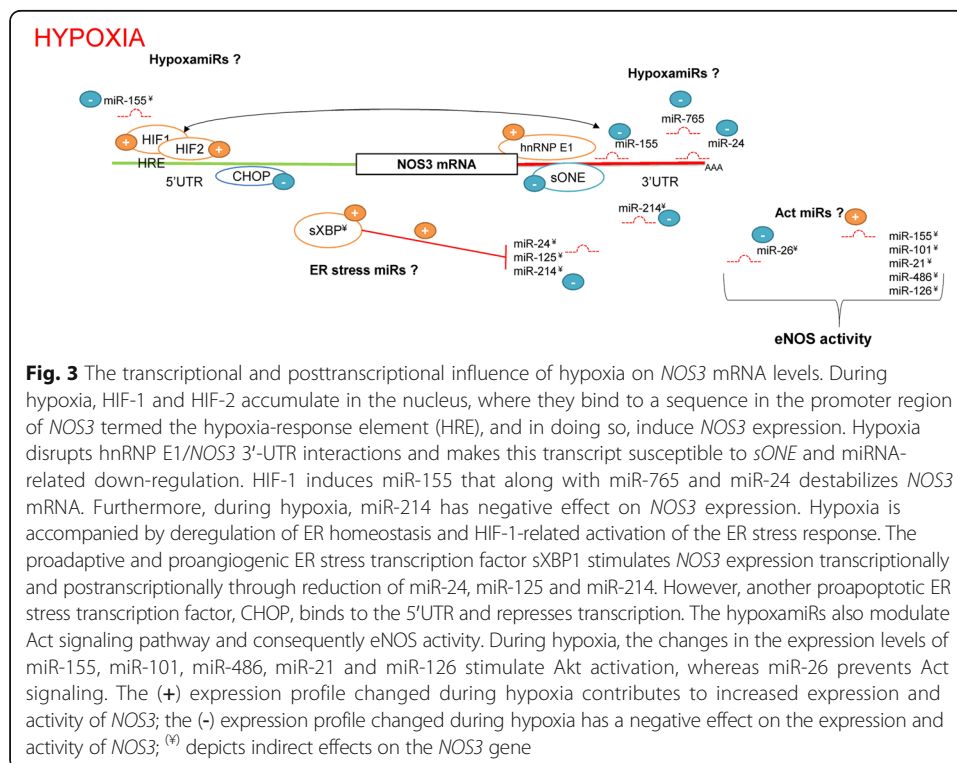 HYPOXIA
HypoxamiRs ?
HypoxamiRs ?
- miR-155¥
-
miR-765
-
miR-24
-
miR-155
+ HIF1
HIF2 +
HRE
+
hnRNP E1
NOS3 mRNA
AAA
5'UTR
CHOP -
- sONE
3'UTR
miR-214¥ -
sXBP¥ +
+
ER stress miRs ?
miR-24¥
miR-125¥
miR-214¥
-
Act miRs ?
-
miR-26¥
+
miR-155¥
miR-101¥
miR-21¥
miR-486¥
miR-126¥
eNOS activity
Fig. 3 The transcriptional and posttranscriptional influence of hypoxia on NOS3 mRNA levels. During
hypoxia, HIF-1 and HIF-2 accumulate in the nucleus, where they bind to a sequence in the promoter region
of NOS3 termed the hypoxia-response element (HRE), and in doing so, induce NOS3 expression. Hypoxia
disrupts hnRNP E1/NOS3 3′-UTR interactions and makes this transcript susceptible to sONE and miRNA-
related down-regulation. HIF-1 induces miR-155 that along with miR-765 and miR-24 destabilizes NOS3
mRNA. Furthermore, during hypoxia, miR-214 has negative effect on NOS3 expression. Hypoxia is
accompanied by deregulation of ER homeostasis and HIF-1-related activation of the ER stress response. The
proadaptive and proangiogenic ER stress transcription factor sXBP1 stimulates NOS3 expression transcriptionally
and postranscriptionally through reduction of miR-24, miR-125 and miR-214. However, another proapoptotic ER
stress transcription factor, CHOP, binds to the 5′UTR and represses transcription. The hypoxamiRs also modulate
Act signaling pathway and consequently eNOS activity. During hypoxia, the changes in the expression levels of
miR-155, miR-101, miR-486, miR-21 and miR-126 stimulate Akt activation, whereas miR-26 prevents Act
signaling. The (+) expression profile changed during hypoxia contributes to increased expression and
activity of NOS3; the (-) expression profile changed during hypoxia has a negative effect on the expression and
activity of NOS3; (¥) depicts indirect effects on the NOS3 gene